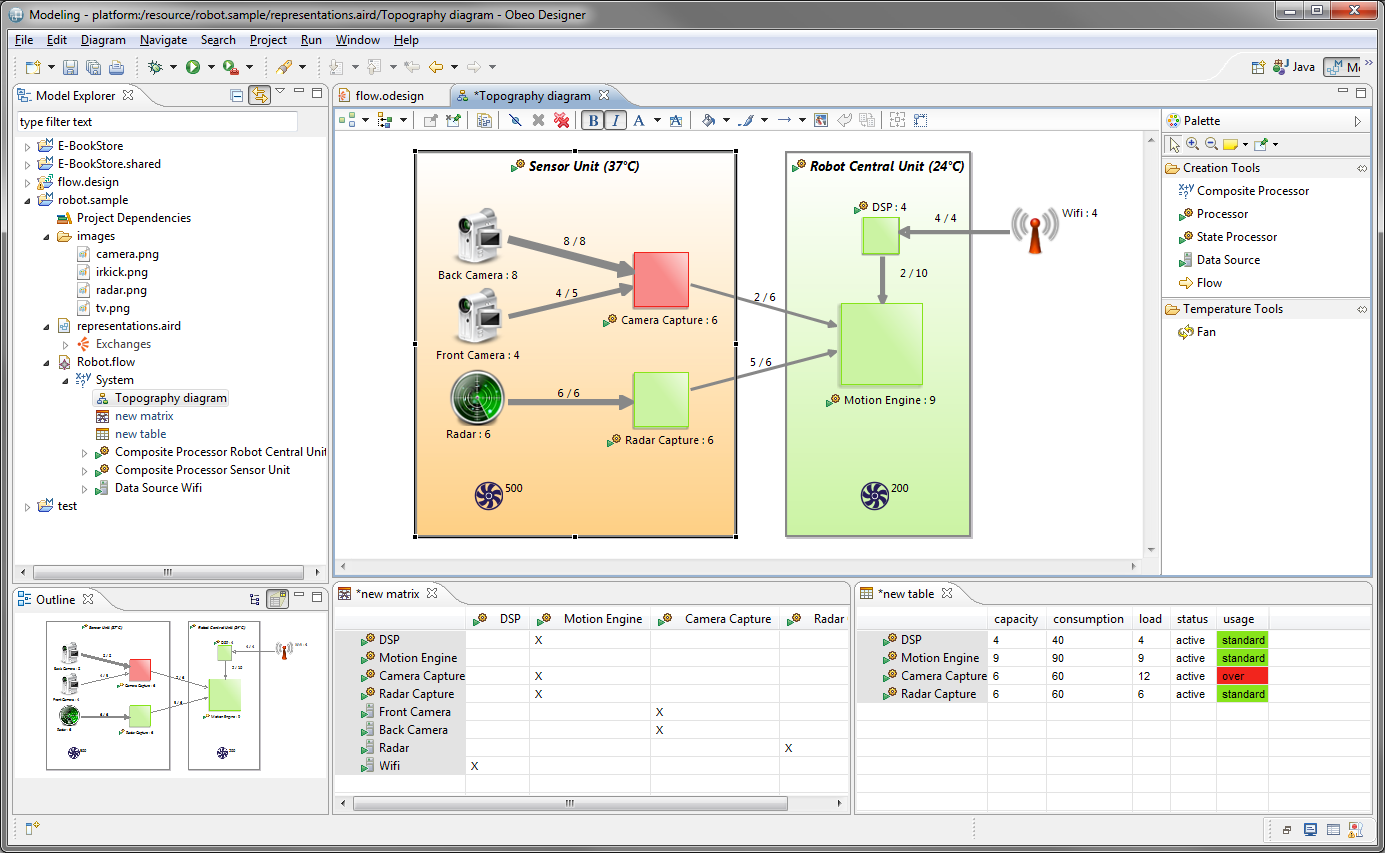 Modeling - platform:/resource/robot.sample/representations.aird/Topography diagram - Obeo Designer
File Edit Diagram Navigate Search Project Run Window Help
Java M
Model Explorer
type filter text
E-BookStore
E-BookStore.shared
flow.design
robot.sample
Project Dependencies
images
camera.png
irkick.png
radar.png
tv.png
representations.aird
Exchanges
Robot.flow
System
Topography diagram
new matrix
new table
Composite Processor Robot Central Unit
Composite Processor Sensor Unit
Data Source Wifi
test
flow.odesign *Topography diagram
B I A A
Sensor Unit (37°C)
Back Camera : 8
8 / 8
4 / 5
Front Camera : 4
Camera Capture : 6
6 / 6
Radar : 6
Radar Capture : 6
500
2 / 6
5 / 6
Robot Central Unit (24°C)
DSP : 4
4 / 4
Wifi : 4
2 / 10
Motion Engine : 9
200
Palette
Creation Tools
Composite Processor
Processor
State Processor
Data Source
Flow
Temperature Tools
Fan
Outline
Sensor Unit (37°C) Robot Central Unit (24°C)
*new matrix
DSP Motion Engine Camera Capture Radar
DSP X
Motion Engine
Camera Capture X
Radar Capture X
Front Camera X
Back Camera X
Radar X
Wifi X
*new table
capacity consumption load status usage
DSP 4 40 4 active standard
Motion Engine 9 90 9 active standard
Camera Capture 6 60 12 active over
Radar Capture 6 60 6 active standard